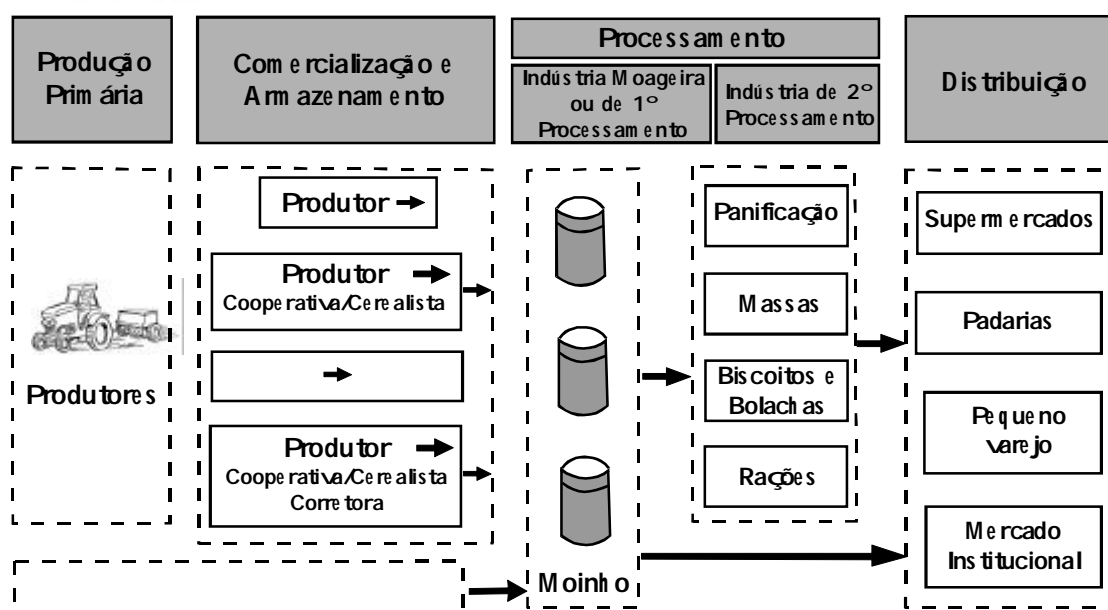 Produção
Primária
Comercialização e
Armazenamento
Processamento
Indústria Moageira
ou de 1º
Processamento
Indústria de 2º
Processamento
Distribuição
Produtores
Produtor
Produtor
Cooperativa/Cerealista
Produtor
Cooperativa/Cerealista
Corretora
Moinho
Panificação
Massas
Biscoitos e
Bolachas
Rações
Supermercados
Padarias
Pequeno
varejo
Mercado
Institucional